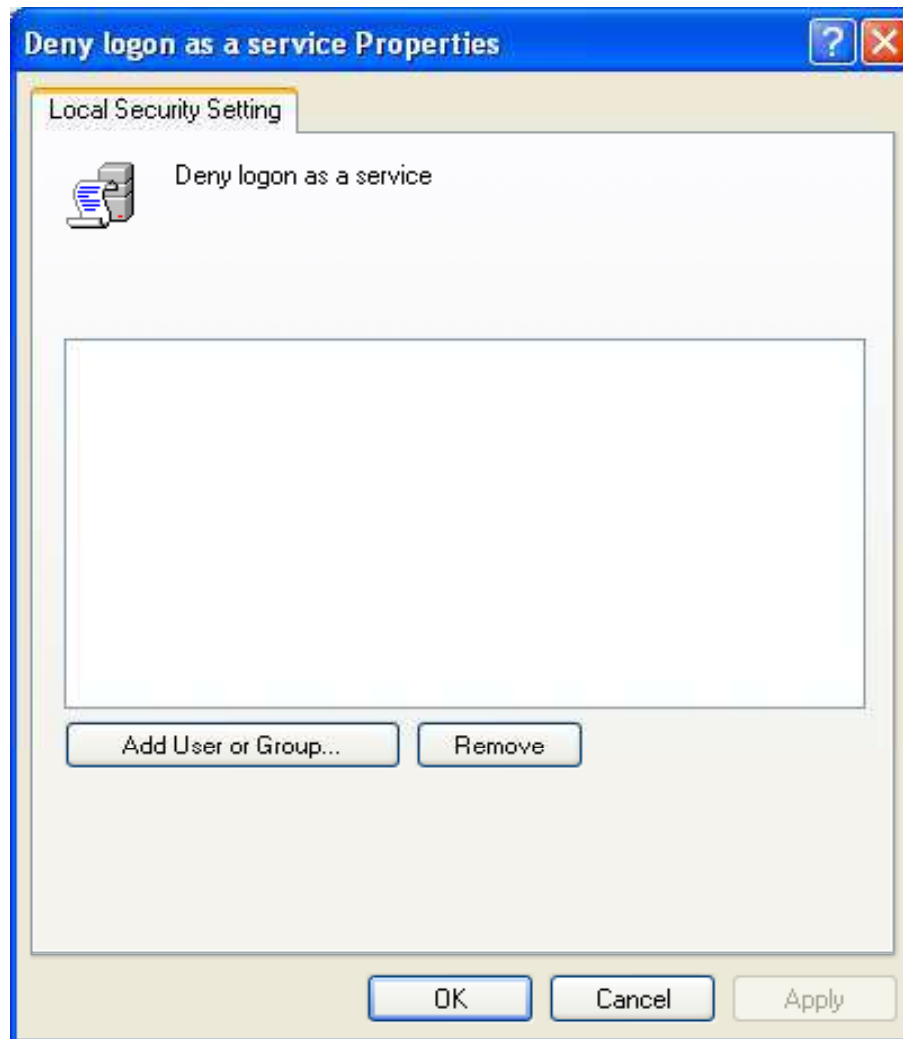 Deny logon as a service Properties
Local Security Setting
Deny logon as a service
Add User or Group... Remove
OK Cancel Apply